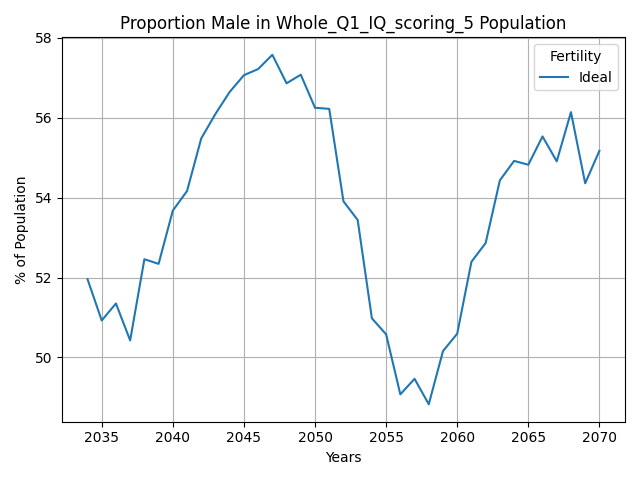 Proportion Male in Whole_Q1_IQ_scoring_5 Population
Fertility
Ideal
% of Population
58
56
54
52
50
2035 2040 2045 2050 2055 2060 2065 2070
Years